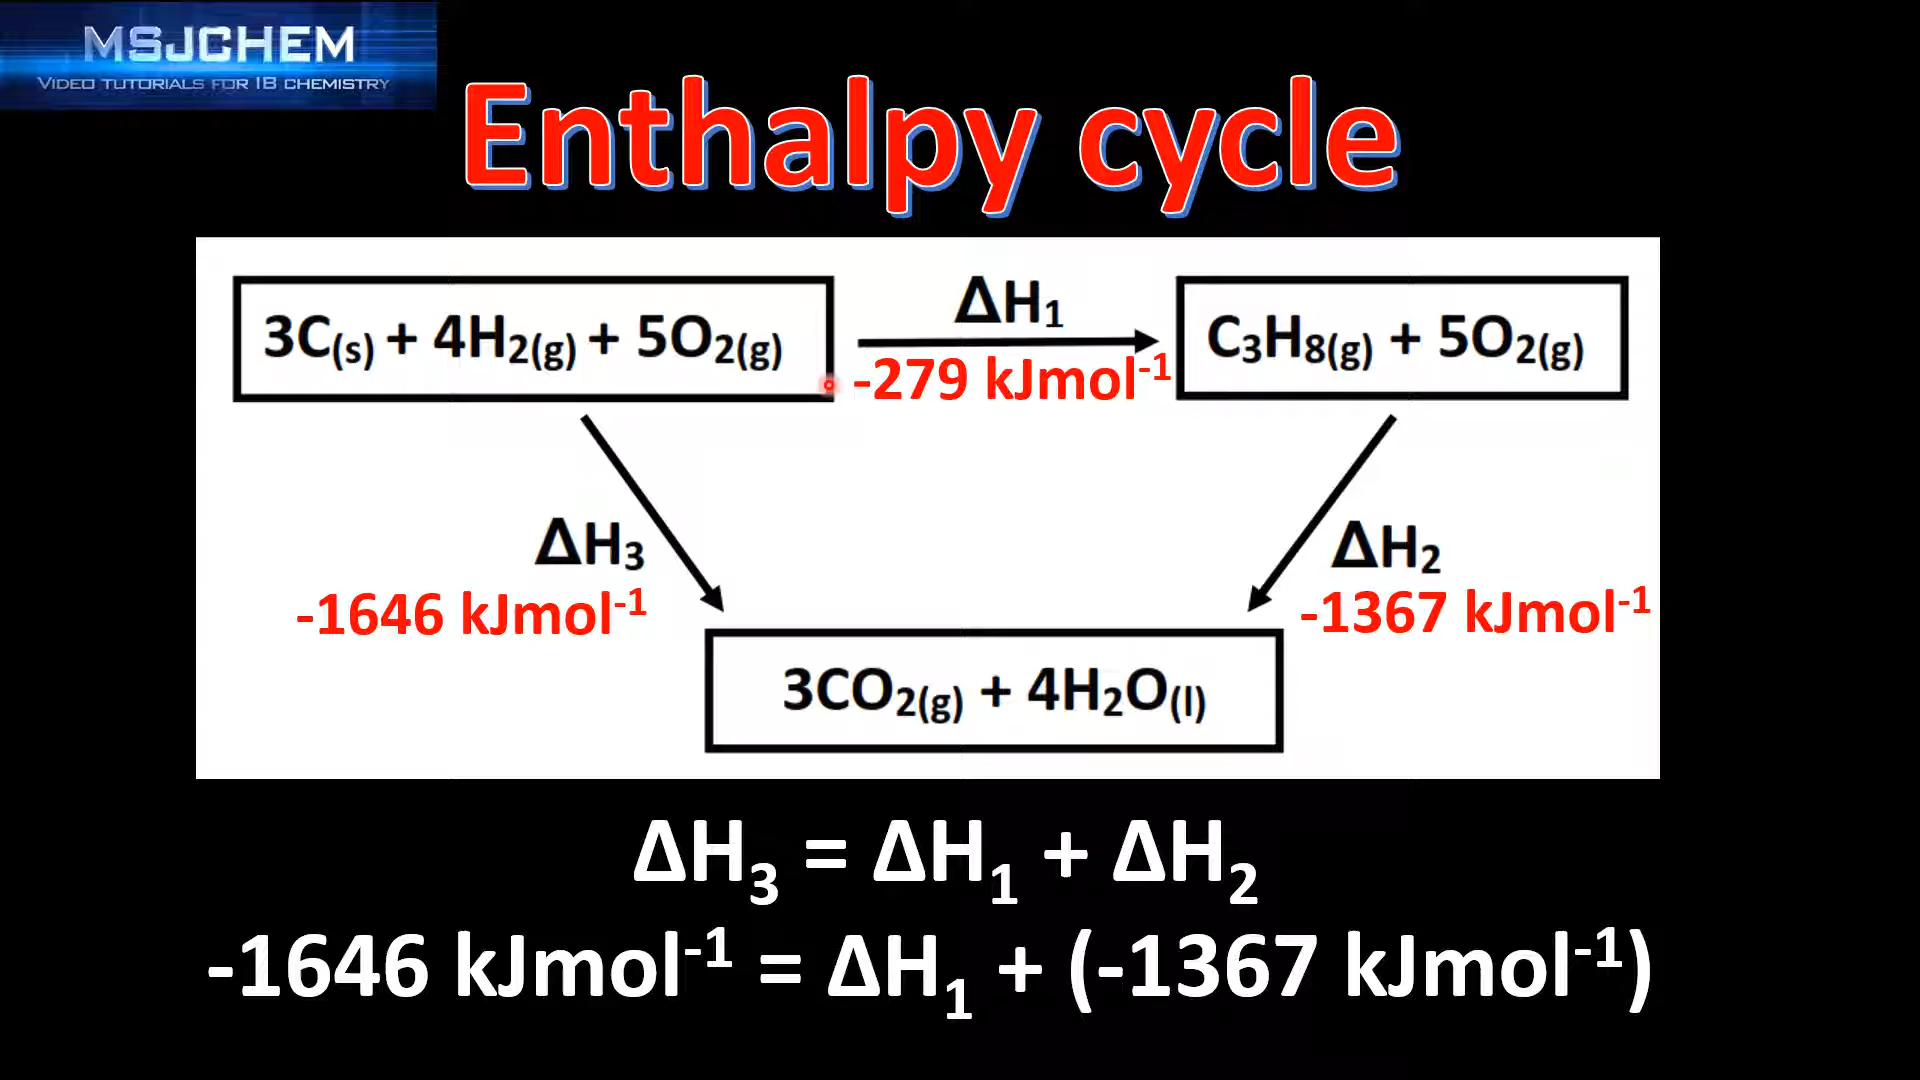 MSJCHEM
VIDEO TUTORIALS FOR IB CHEMISTRY
Enthalpy cycle
3C(s) + 4H₂(g) + 5O₂(g)
ΔH₁
-279 kJmol⁻¹
C₃H₈(g) + 5O₂(g)
ΔH₃
-1646 kJmol⁻¹
ΔH₂
-1367 kJmol⁻¹
3CO₂(g) + 4H₂O(l)
ΔH₃ = ΔH₁ + ΔH₂
-1646 kJmol⁻¹ = ΔH₁ + (-1367 kJmol⁻¹)